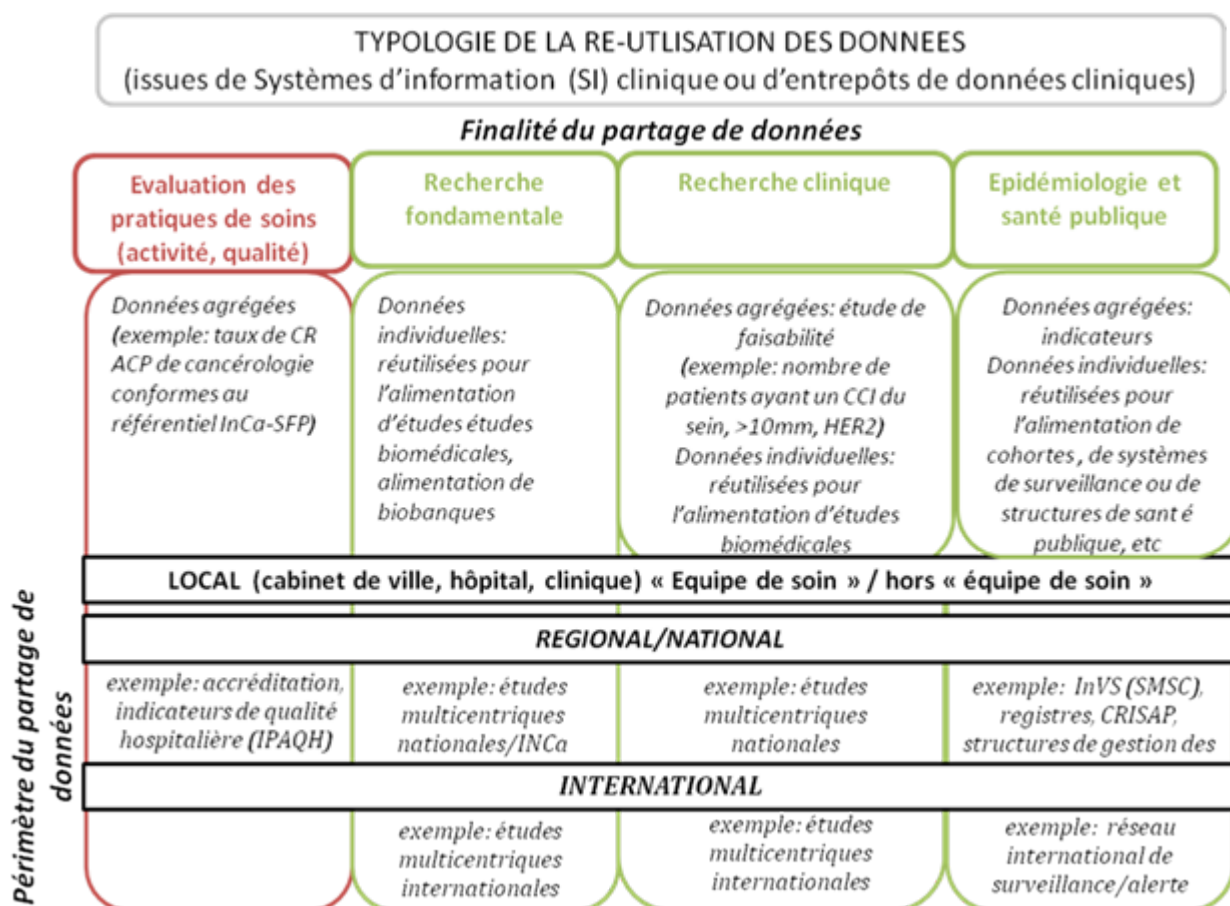 TYPOLOGIE DE LA RE-UTLISATION DES DONNEES
(issues de Systèmes d'information (SI) clinique ou d'entrepôts de données cliniques)
Finalité du partage de données
Evaluation des
pratiques de soins
(activité, qualité)
Recherche
fondamentale
Recherche clinique
Epidémiologie et
santé publique
Données agrégées
(exemple: taux de CR
ACP de cancérologie
conformes au
référentiel InCa-SFP)
Données
individuelles:
réutilisées pour
l'alimentation
d'études études
biomédicales,
alimentation de
biobanques
Données agrégées: étude de
faisabilité
(exemple: nombre de
patients ayant un CCI du
sein, >10mm, HER2)
Données individuelles:
réutilisées pour
l'alimentation d'études
biomédicales
Données agrégées:
indicateurs
Données individuelles:
réutilisées pour
l'alimentation de
cohortes , de systèmes
de surveillance ou de
structures de sant é
publique, etc
Périmètre du partage de
données
LOCAL (cabinet de ville, hôpital, clinique) « Equipe de soin » / hors « équipe de soin »
REGIONAL/NATIONAL
exemple: accréditation,
indicateurs de qualité
hospitalière (IPAQH)
exemple: études
multicentriques
nationales/INCa
exemple: études
multicentriques
nationales
exemple: InVS (SMSC),
registres, CRISAP,
structures de gestion des
INTERNATIONAL
exemple: études
multicentriques
internationales
exemple: études
multicentriques
internationales
exemple: réseau
international de
surveillance/alerte